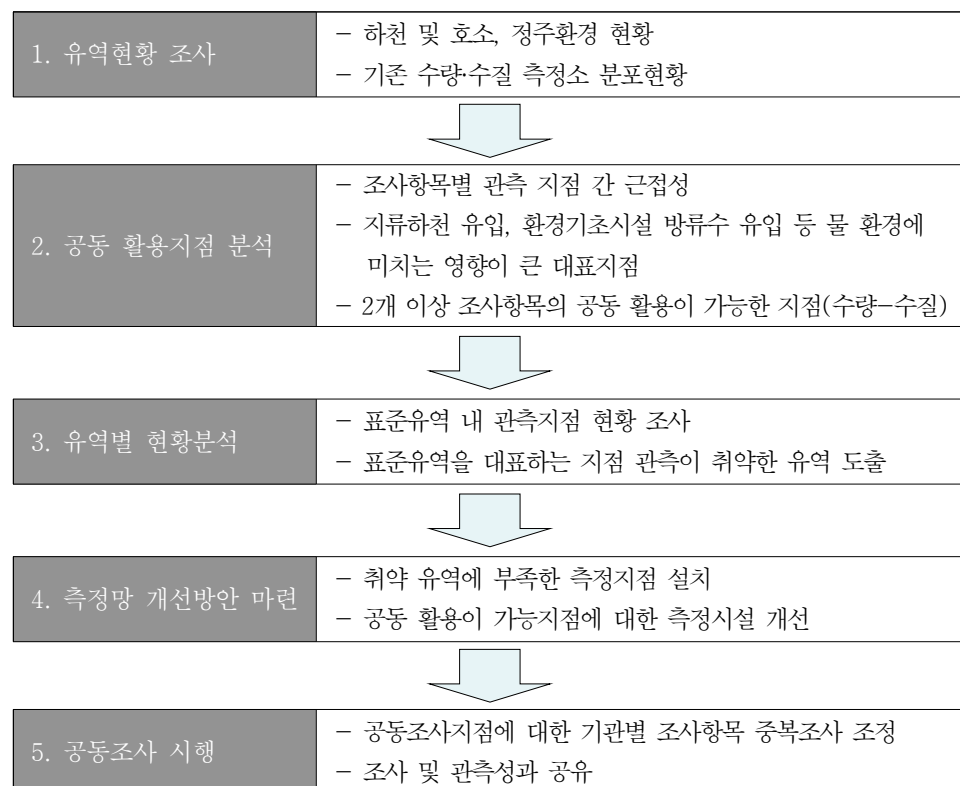 1. 유역현황 조사
- 하천 및 호소, 정주환경 현황
- 기존 수량·수질 측정소 분포현황
2. 공동 활용지점 분석
- 조사항목별 관측 지점 간 근접성
- 지류하천 유입, 환경기초시설 방류수 유입 등 물 환경에
미치는 영향이 큰 대표지점
- 2개 이상 조사항목의 공동 활용이 가능한 지점(수량-수질)
3. 유역별 현황분석
- 표준유역 내 관측지점 현황 조사
- 표준유역을 대표하는 지점 관측이 취약한 유역 도출
4. 측정망 개선방안 마련
- 취약 유역에 부족한 측정지점 설치
- 공동 활용이 가능지점에 대한 측정시설 개선
5. 공동조사 시행
- 공동조사지점에 대한 기관별 조사항목 중복조사 조정
- 조사 및 관측성과 공유